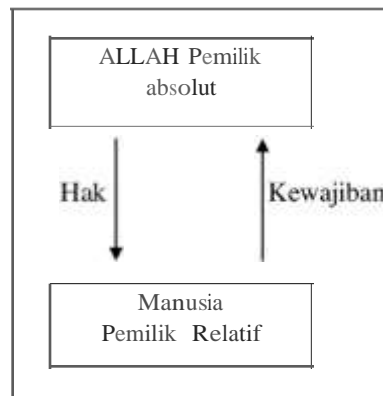 ALLAH Pemilik
absolut
Hak
Kewajiban
Manusia
Pemilik Relatif